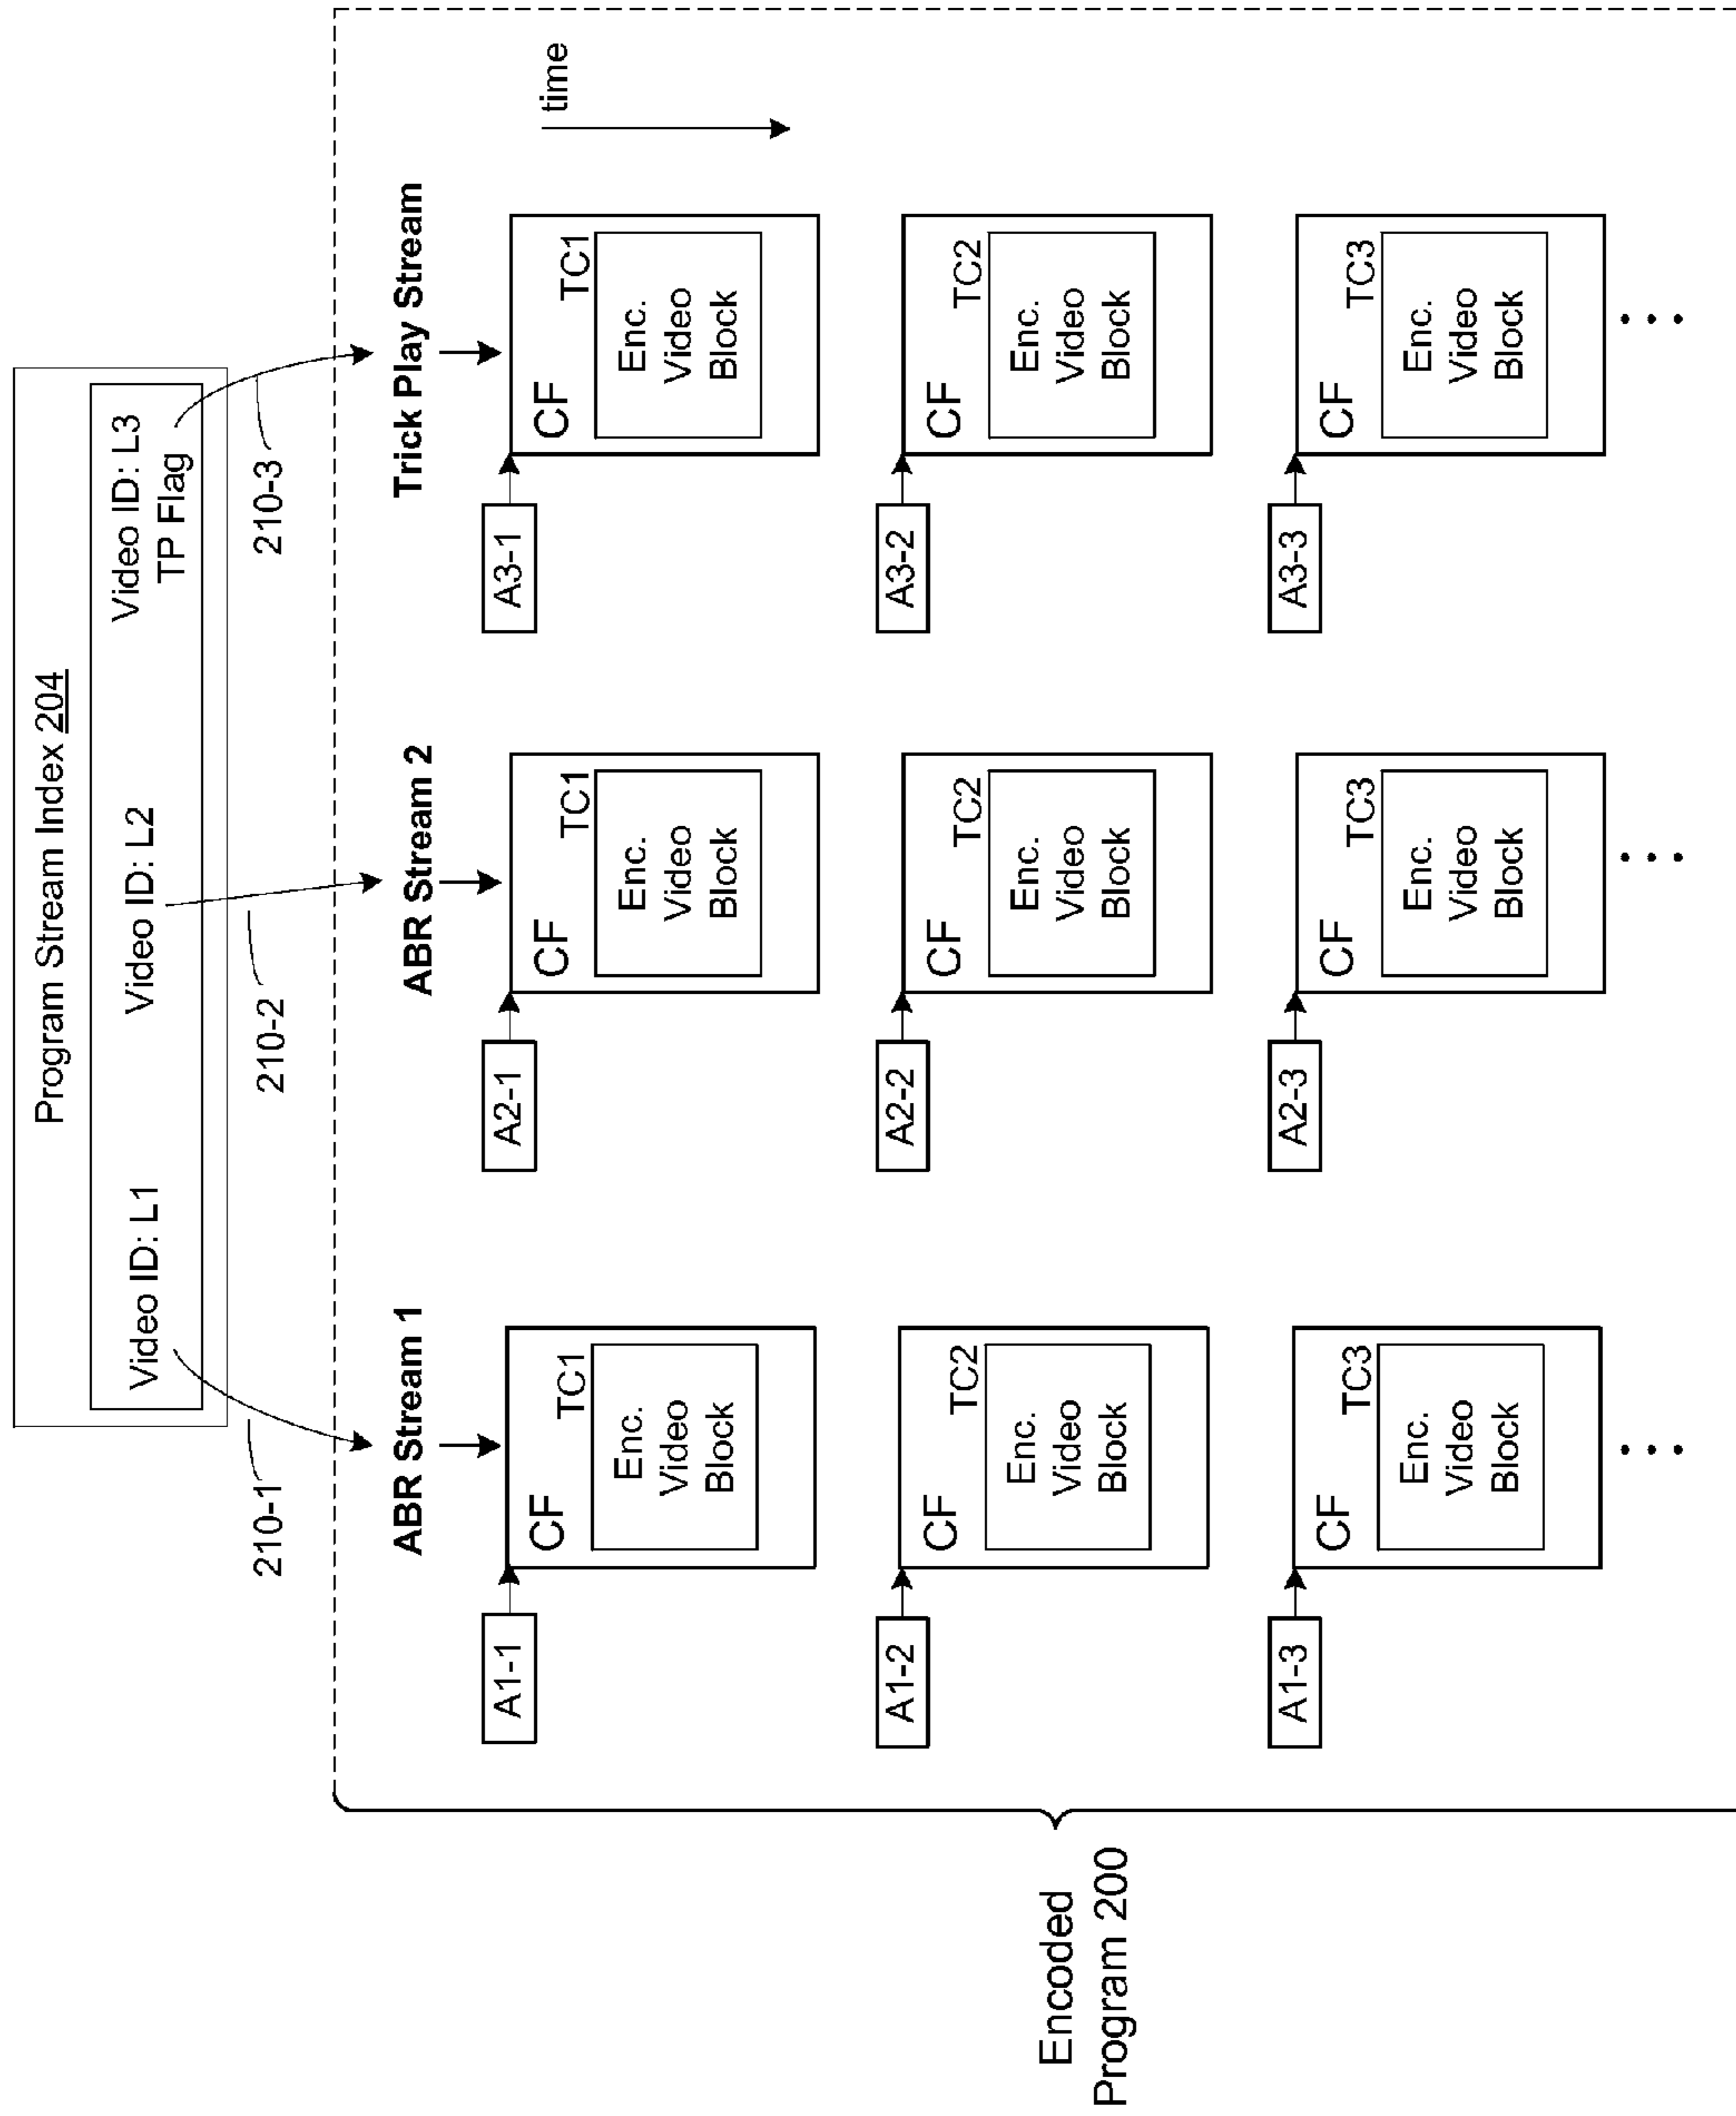 Program Stream Index 204
Video ID: L1
Video ID: L2
Video ID: L3
TP Flag
210-1
210-2
210-3
ABR Stream 1
ABR Stream 2
Trick Play Stream
time
A1-1
CF
TC1
Enc.
Video
Block
A2-1
CF
TC1
Enc.
Video
Block
A3-1
CF
TC1
Enc.
Video
Block
A1-2
CF
TC2
Enc.
Video
Block
A2-2
CF
TC2
Enc.
Video
Block
A3-2
CF
TC2
Enc.
Video
Block
A1-3
CF
TC3
Enc.
Video
Block
A2-3
CF
TC3
Enc.
Video
Block
A3-3
CF
TC3
Enc.
Video
Block
Encoded
Program 200